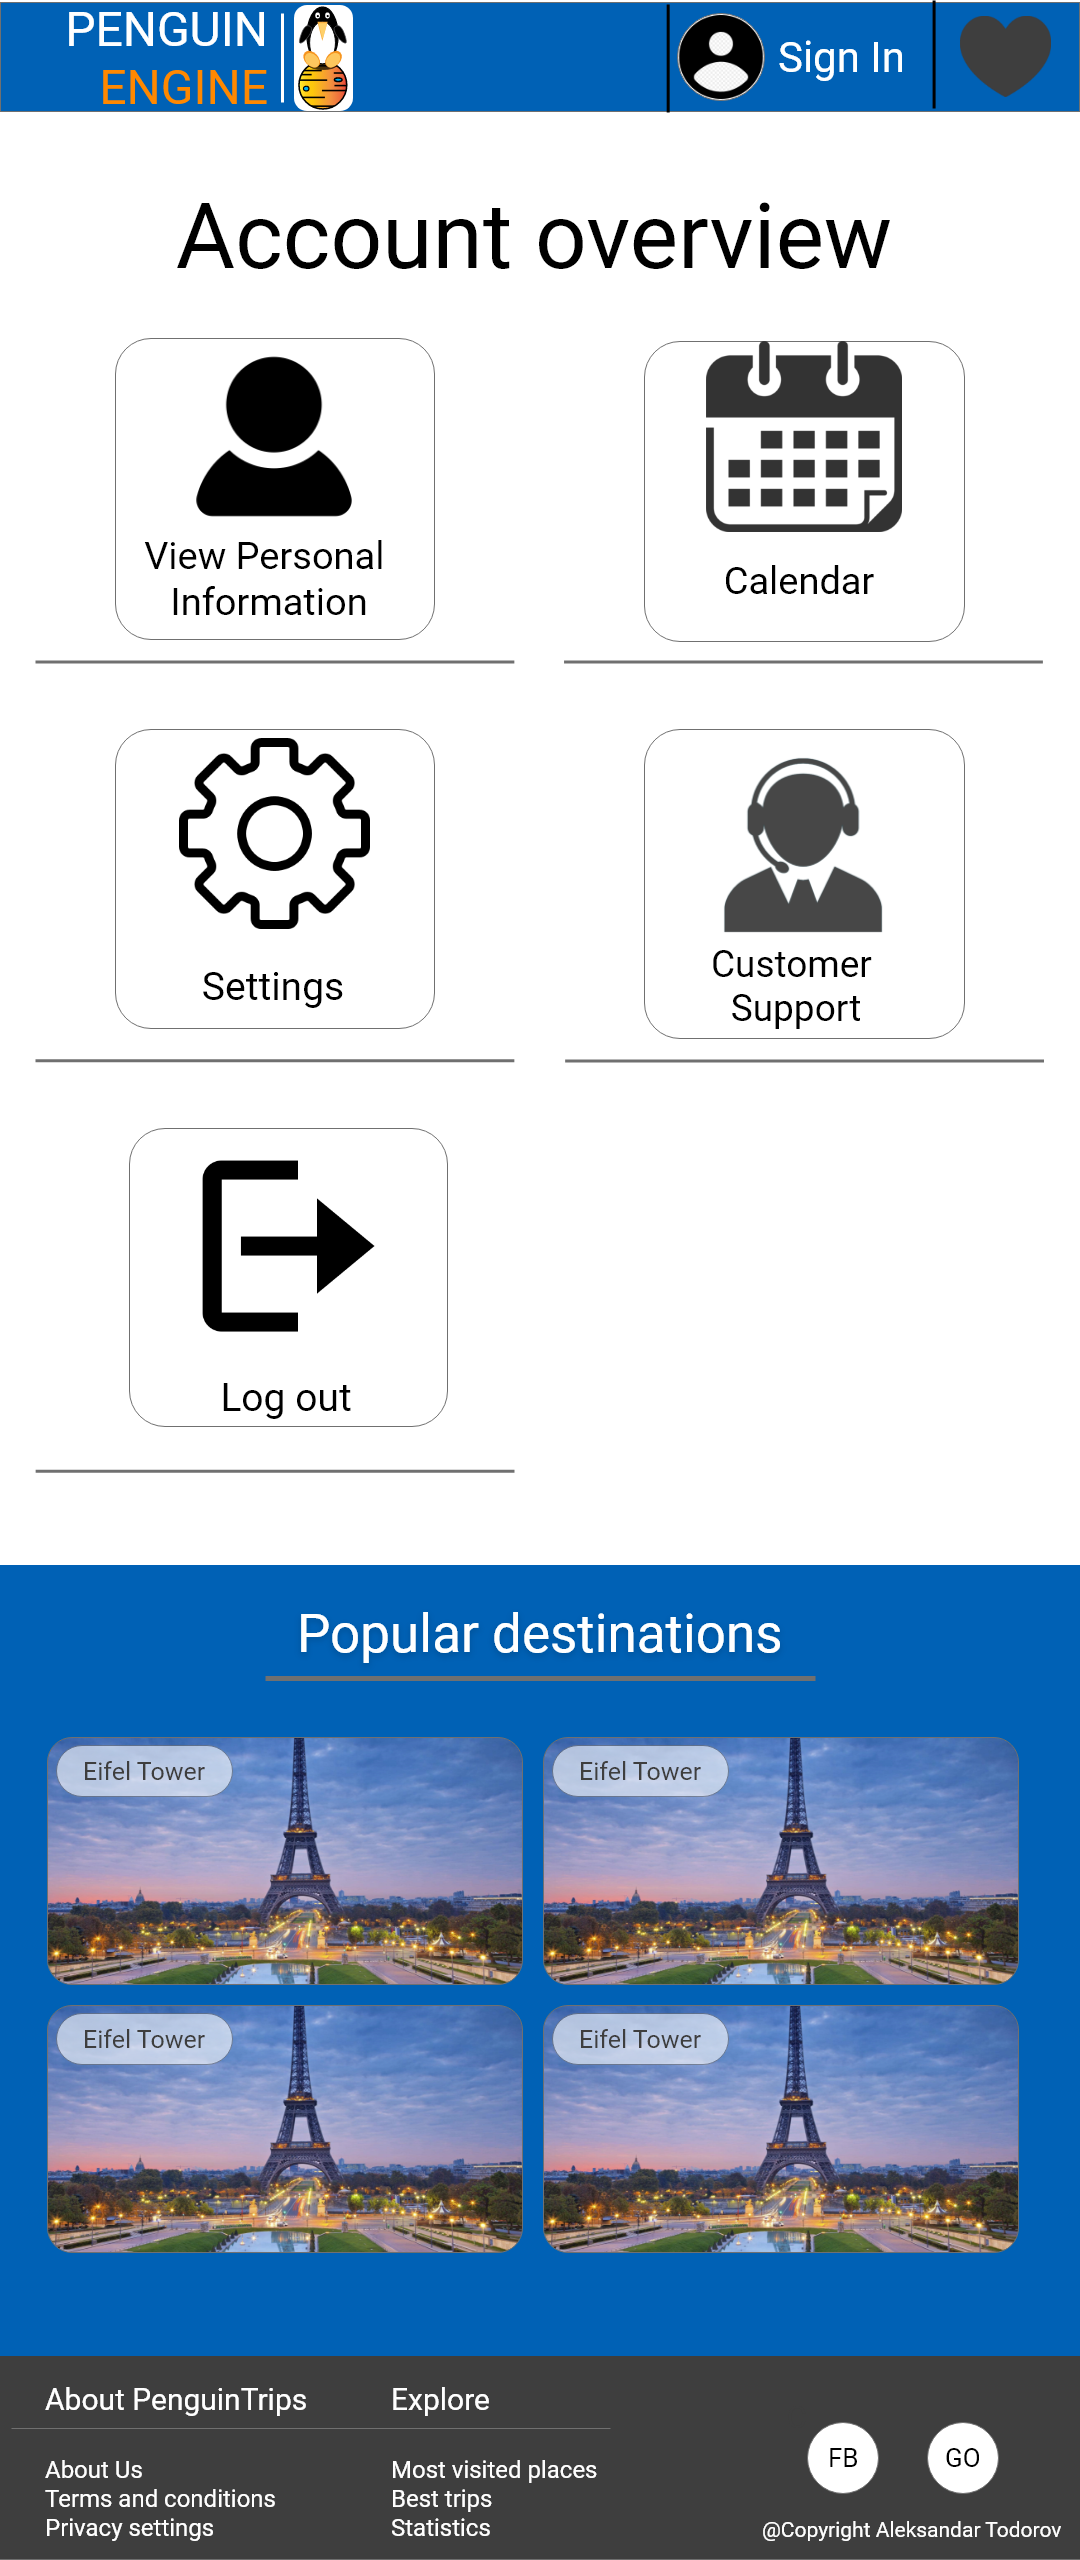 PENGUIN
ENGINE
Sign In
Account overview
View Personal
Information
Calendar
Settings
Customer
Support
Log out
Popular destinations
Eifel Tower
Eifel Tower
Eifel Tower
Eifel Tower
About PenguinTrips
About Us
Terms and conditions
Privacy settings
Explore
Most visited places
Best trips
Statistics
FB
GO
@Copyright Aleksandar Todorov